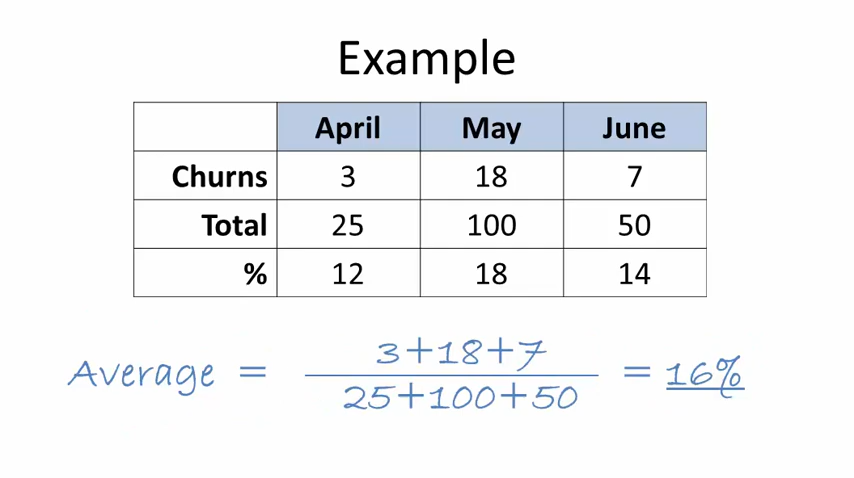 Example
April May June
Churns 3 18 7
Total 25 100 50
% 12 18 14
3+18+7
Average = = 16%
25+100+50